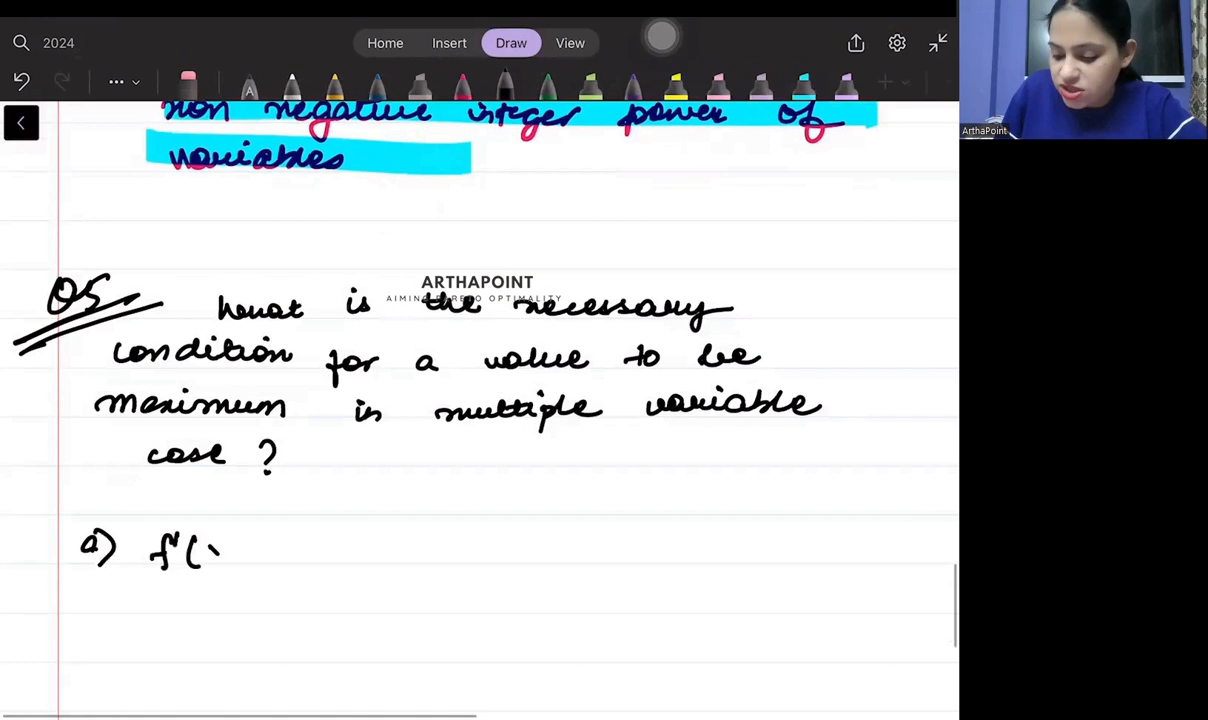 2024
Home Insert Draw View
non negative integer power of
variables
ARTHAPOINT
AIMING PARETO OPTIMALITY
Q5. What is the necessary
condition for a value to be
maximum in multiple variable
case ?
a) f'(
ArthaPoint